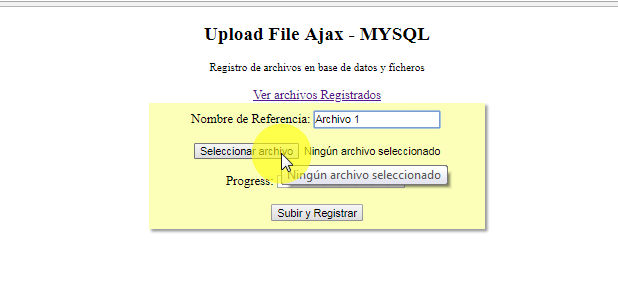 Upload File Ajax - MYSQL
Registro de archivos en base de datos y ficheros
Ver archivos Registrados
Nombre de Referencia: Archivo 1
Seleccionar archivo Ningún archivo seleccionado
Progress: Ningún archivo seleccionado
Subir y Registrar